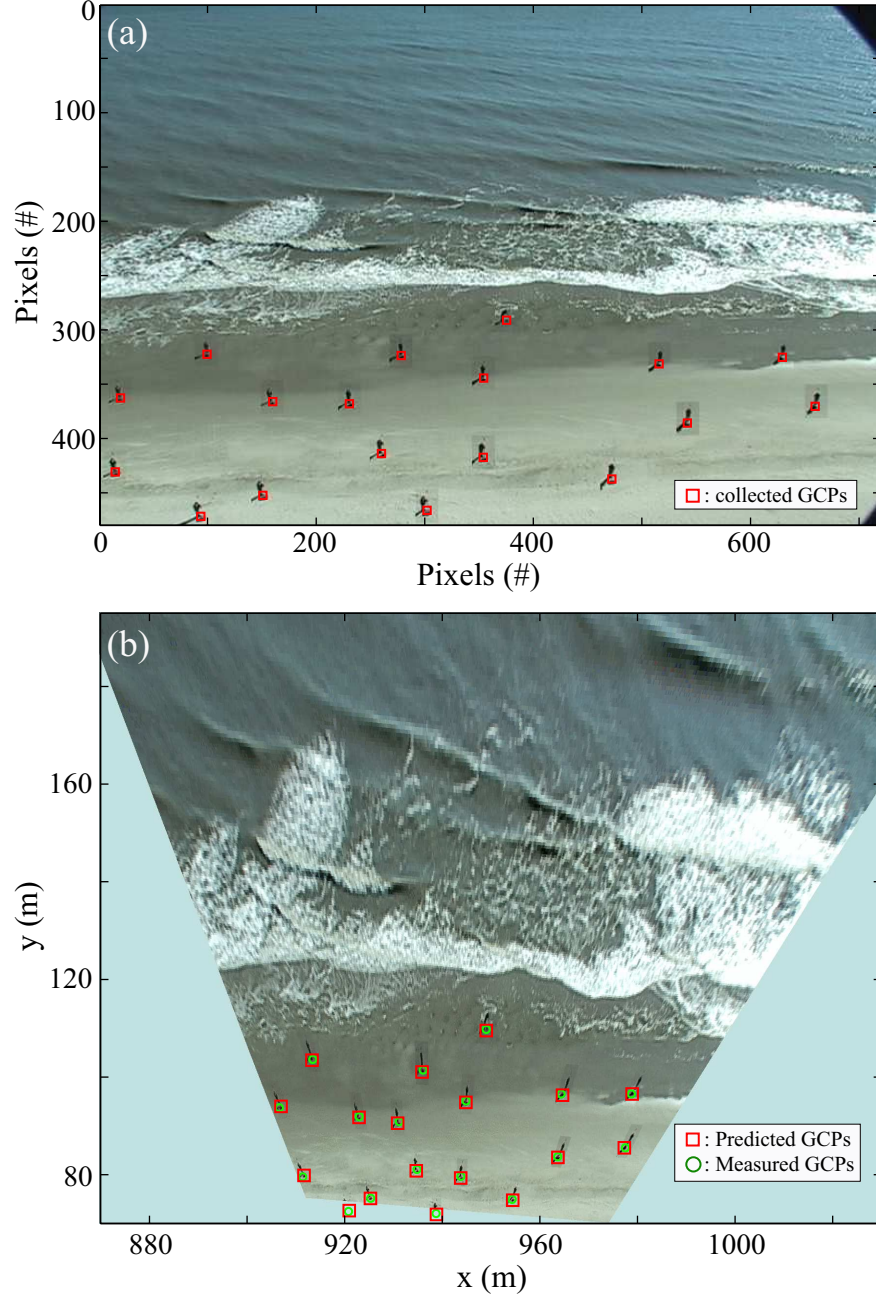 (a)
0
100
200
300
400
Pixels (#)
0
200
400
600
Pixels (#)
: collected GCPs
(b)
160
120
80
y (m)
880
920
960
1000
x (m)
: Predicted GCPs
: Measured GCPs